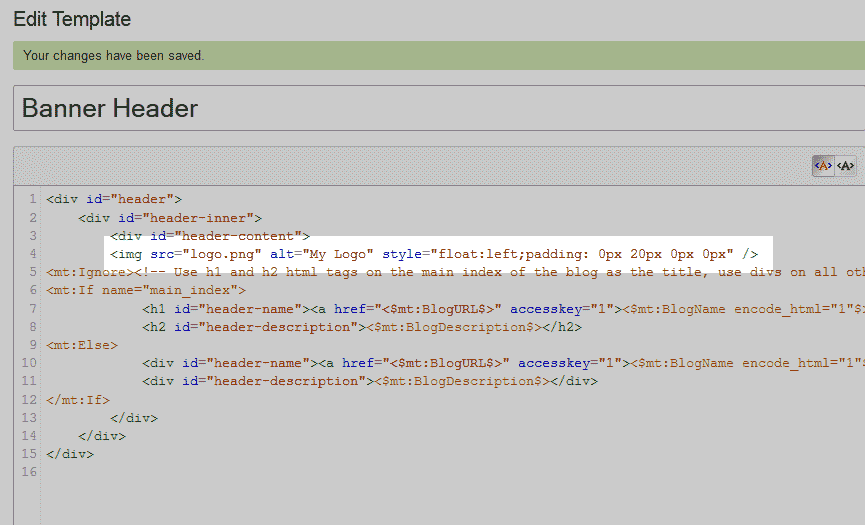 Edit Template
Your changes have been saved.
Banner Header
<A> <A>
1 <div id="header">
2 <div id="header-inner">
3 <div id="header-content">
4 <img src="logo.png" alt="My Logo" style="float:left;padding: 0px 20px 0px 0px" />
5 <mt:Ignore><!-- Use h1 and h2 html tags on the main index of the blog as the title, use divs on all
6 <mt:If name="main_index">
7 <h1 id="header-name"><a href="<$mt:BlogURL$>" accesskey="1"><$mt:BlogName encode_html="1"$
8 <h2 id="header-description"><$mt:BlogDescription$></h2>
9 <mt:Else>
10 <div id="header-name"><a href="<$mt:BlogURL$>" accesskey="1"><$mt:BlogName encode_html="1"
11 <div id="header-description"><$mt:BlogDescription$></div>
12 </mt:If>
13 </div>
14 </div>
15 </div>
16